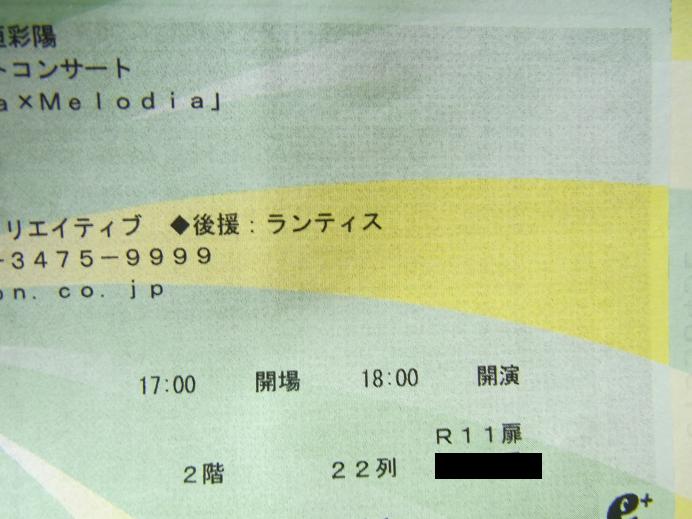 彩陽
トコンサート
a×Melodia」
リエイティブ ◆後援：ランティス
-3475-9999
on.co.jp
17:00 開場 18:00 開演
R11扉
2階 22列
e+